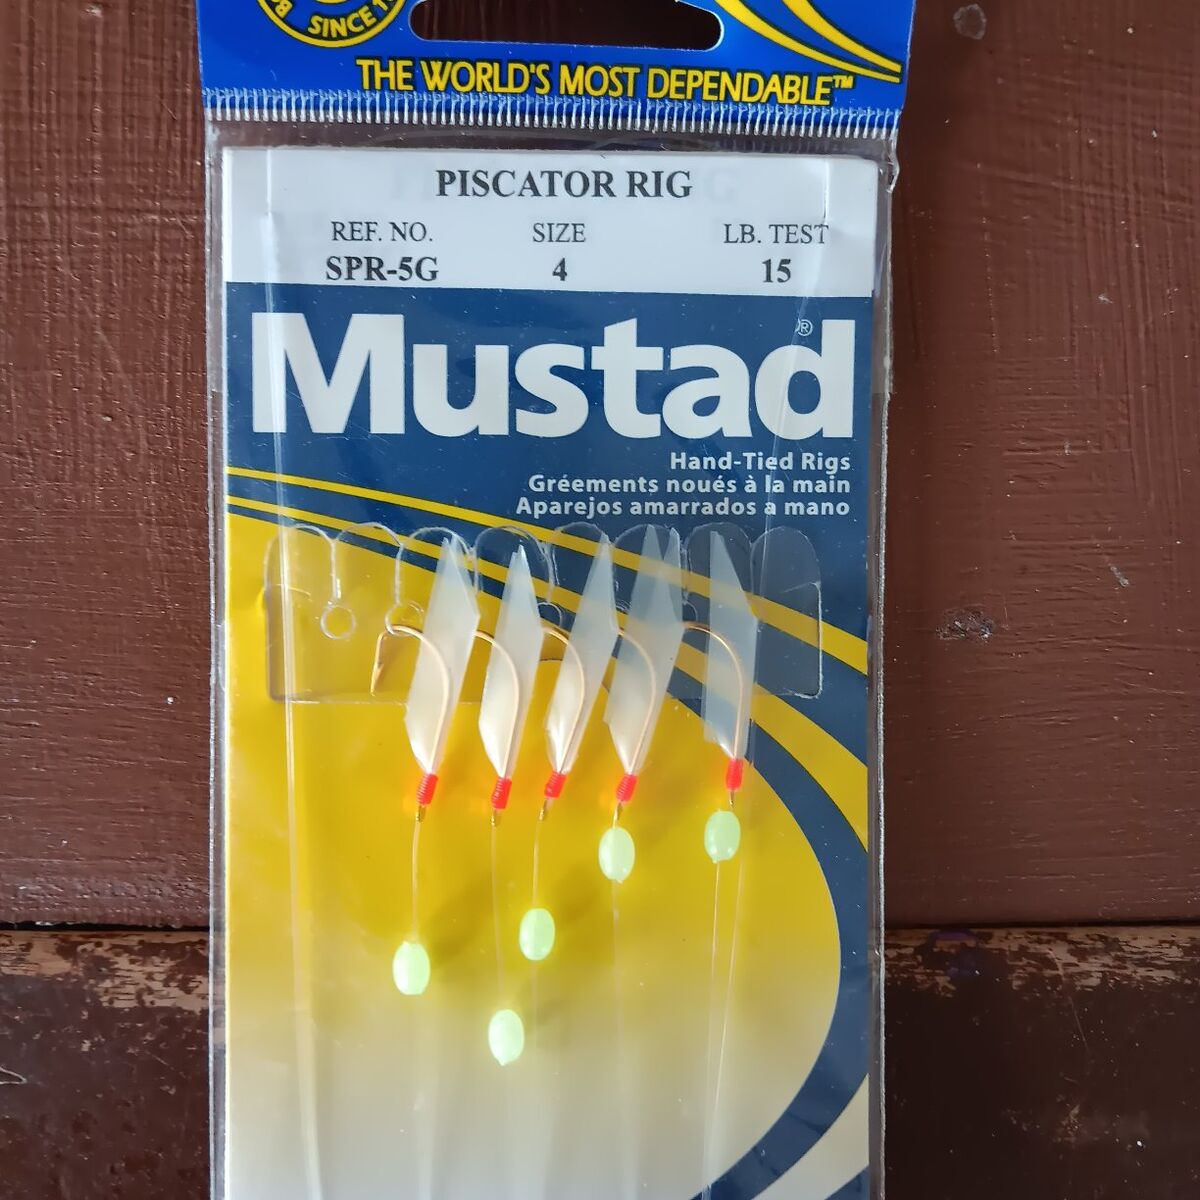 SINCE
THE WORLD'S MOST DEPENDABLE™
PISCATOR RIG
REF. NO. SIZE LB. TEST
SPR-5G 4 15
Mustad®
Hand-Tied Rigs
Gréements noués à la main
Aparejos amarrados a mano